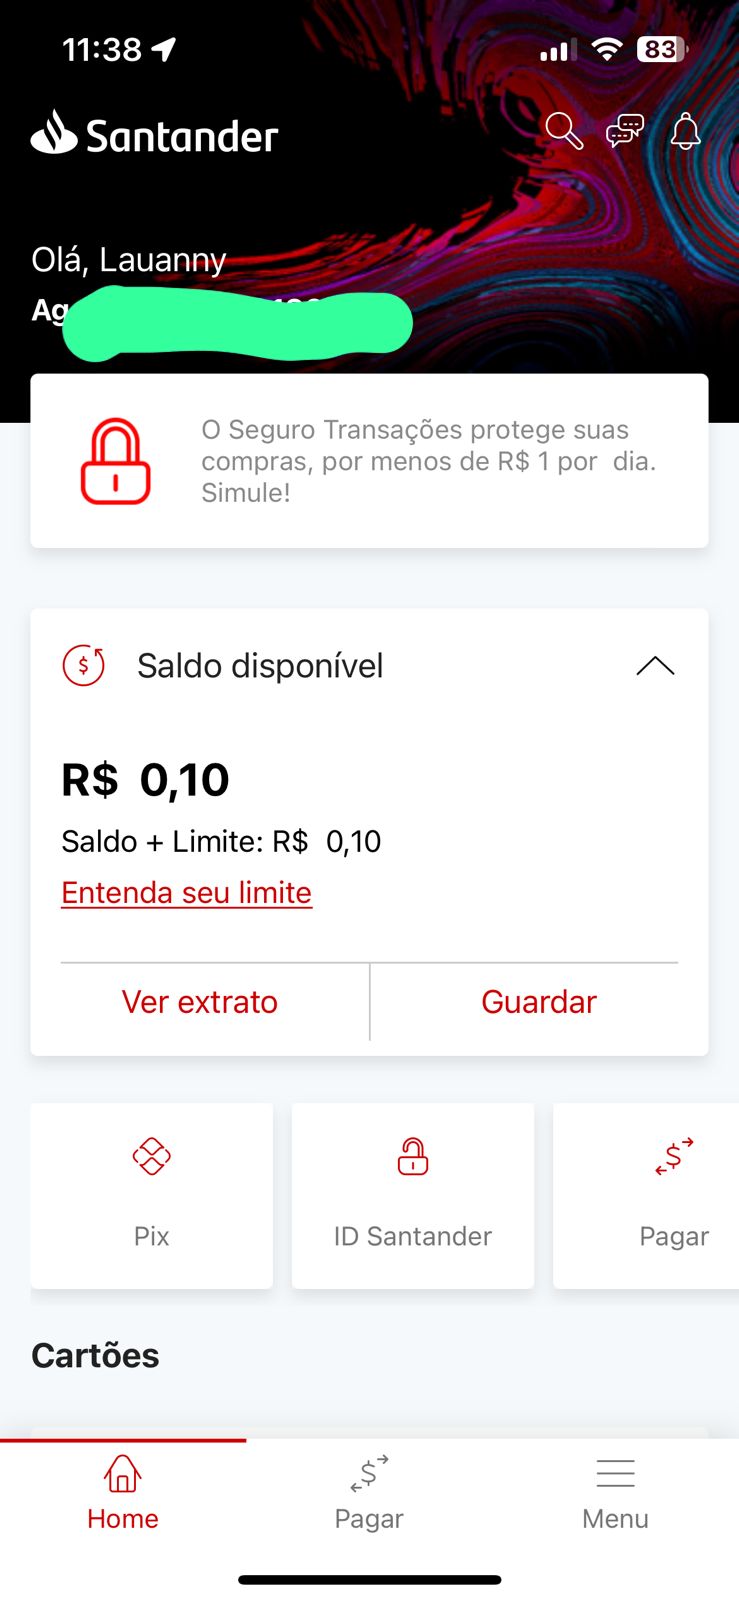 11:38
83
Santander
Olá, Lauanny
Ag
O Seguro Transações protege suas
compras, por menos de R$ 1 por dia.
Simule!
Saldo disponível
R$ 0,10
Saldo + Limite: R$ 0,10
Entenda seu limite
Ver extrato
Guardar
Pix
ID Santander
Pagar
Cartões
Home
Pagar
Menu